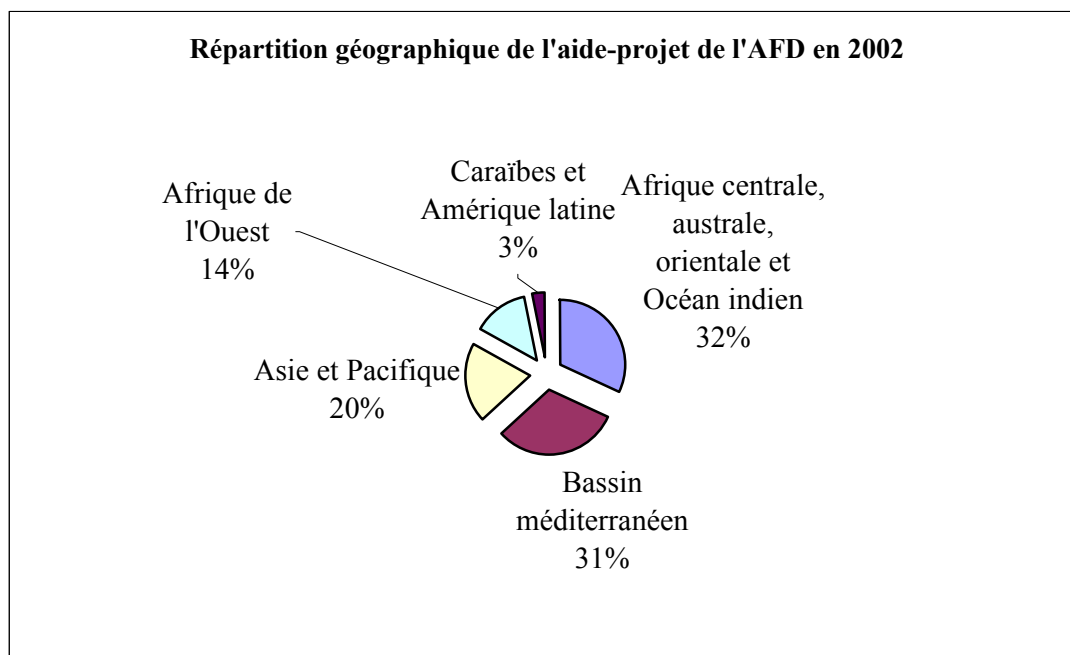 Répartition géographique de l'aide-projet de l'AFD en 2002
Afrique de
l'Ouest
14%
Caraïbes et
Amérique latine
3%
Afrique centrale,
australe,
orientale et
Océan indien
32%
Asie et Pacifique
20%
Bassin
méditerranéen
31%